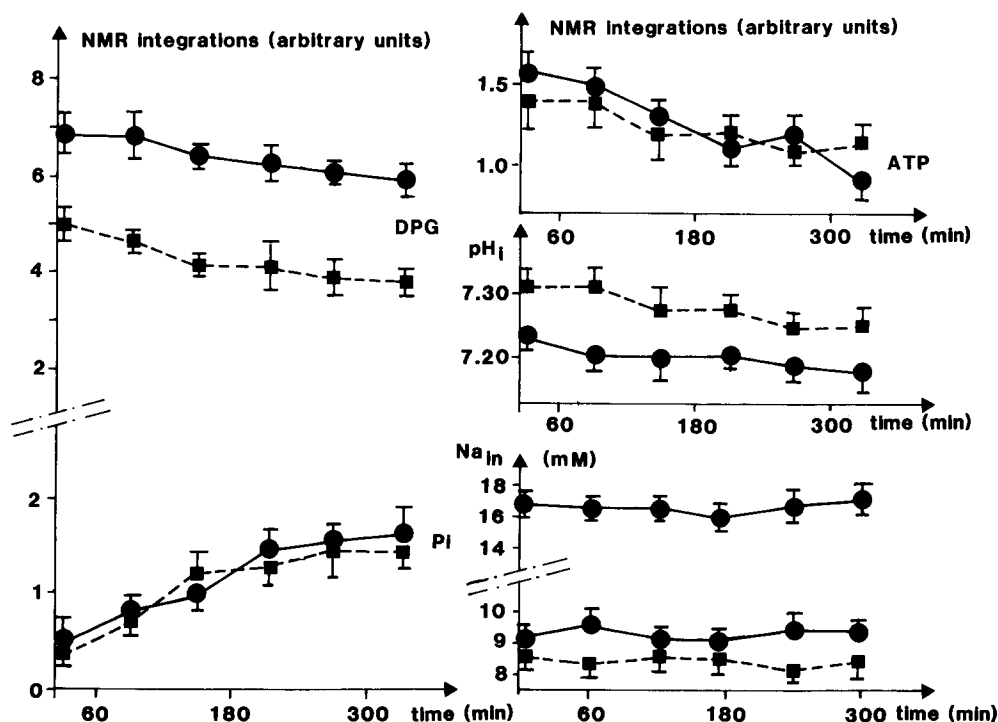 NMR integrations (arbitrary units)
8
6
DPG
4
2
2
Pi
1
0
60 180 300 time (min)
NMR integrations (arbitrary units)
1.5
1.0
ATP
60 180 300 time (min)
pHi
7.30
7.20
60 180 300 time (min)
Nain (mM)
18
16
14
10
9
8
60 180 300 time (min)